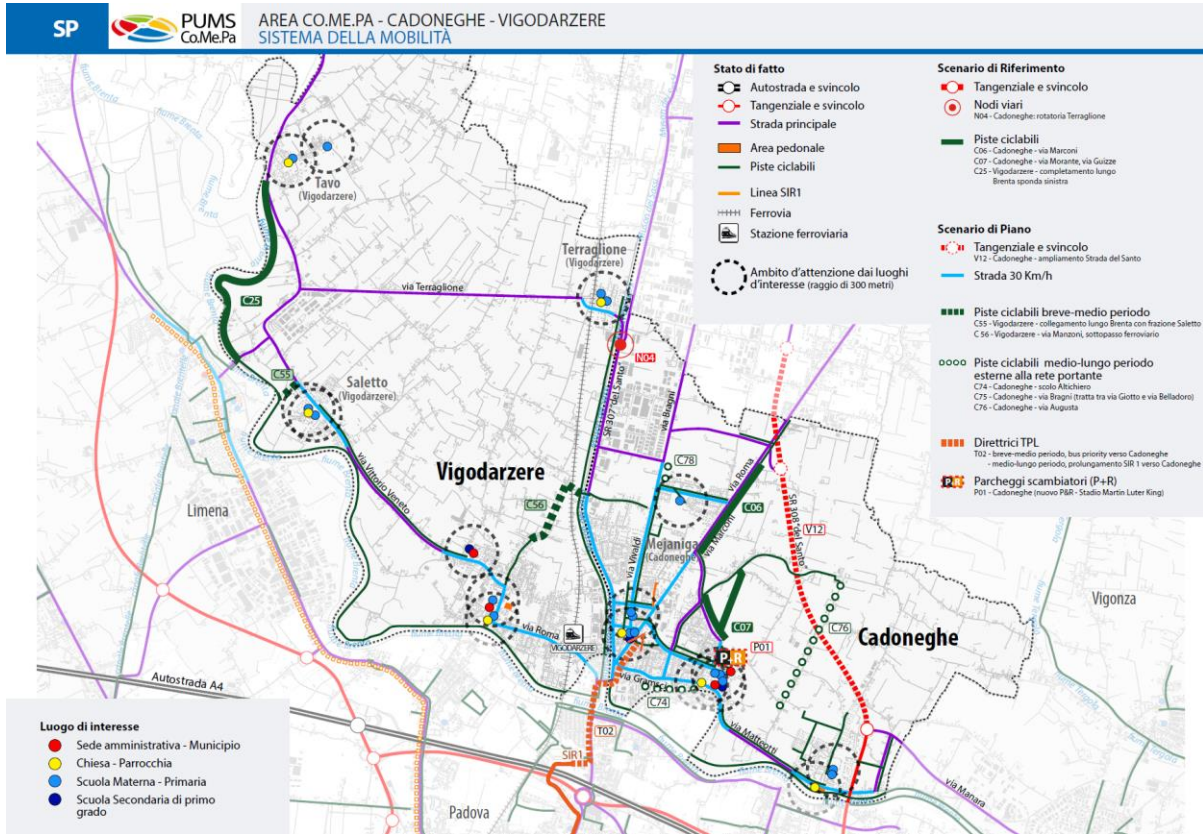 SP
PUMS
Co.Me.Pa
AREA CO.ME.PA - CADONEGHE - VIGODARZERE
SISTEMA DELLA MOBILITÀ
Stato di fatto
Autostrada e svincolo
Tangenziale e svincolo
Strada principale
Area pedonale
Piste ciclabili
Linea SIR1
Ferrovia
Stazione ferroviaria
Ambito d'attenzione dai luoghi
d'interesse (raggio di 300 metri)
Scenario di Riferimento
Tangenziale e svincolo
Nodi viari
N04 - Cadoneghe: rotatoria Terraglione
Piste ciclabili
C06 - Cadoneghe - via Marconi
C07 - Cadoneghe - via Morante, via Guizze
C25 - Vigodarzere - completamento lungo
Brenta sponda sinistra
Scenario di Piano
Tangenziale e svincolo
V12 - Cadoneghe - ampliamento Strada del Santo
Strada 30 Km/h
Piste ciclabili breve-medio periodo
C55 - Vigodarzere - collegamento lungo Brenta con frazione Saletto
C 56 - Vigodarzere - via Manzoni, sottopasso ferroviario
Piste ciclabili medio-lungo periodo
esterne alla rete portante
C74 - Cadoneghe - scolo Altichiero
C75 - Cadoneghe - via Bragni (tratta tra via Giotto e via Belladoro)
C76 - Cadoneghe - via Augusta
Direttrici TPL
T02 - breve-medio periodo, bus priority verso Cadoneghe
- medio-lungo periodo, prolungamento SIR 1 verso Cadoneghe
P R
Parcheggi scambiatori (P+R)
P01 - Cadoneghe (nuovo P&R - Stadio Martin Luter King)
fiume Brenta
Tavo
(Vigodarzere)
Terraglione
(Vigodarzere)
via Terraglione
C25
N04
C55
Saletto
(Vigodarzere)
SR 307 del Santo
via Bragni
via Vittorio Veneto
Vigodarzere
C78
via Roma
C06
C56
via Marconi
SR 308 del Santo
V12
Limena
Mejaniga
(Cadoneghe)
via Vivaldi
Vigonza
C07
C76
Cadoneghe
via Roma
VIGODARZERE
P R
P01
via Gramsci
C74
Autostrada A4
T02
via Matteotti
SIR1
via Manara
Padova
Luogo di interesse
Sede amministrativa - Municipio
Chiesa - Parrocchia
Scuola Materna - Primaria
Scuola Secondaria di primo
grado